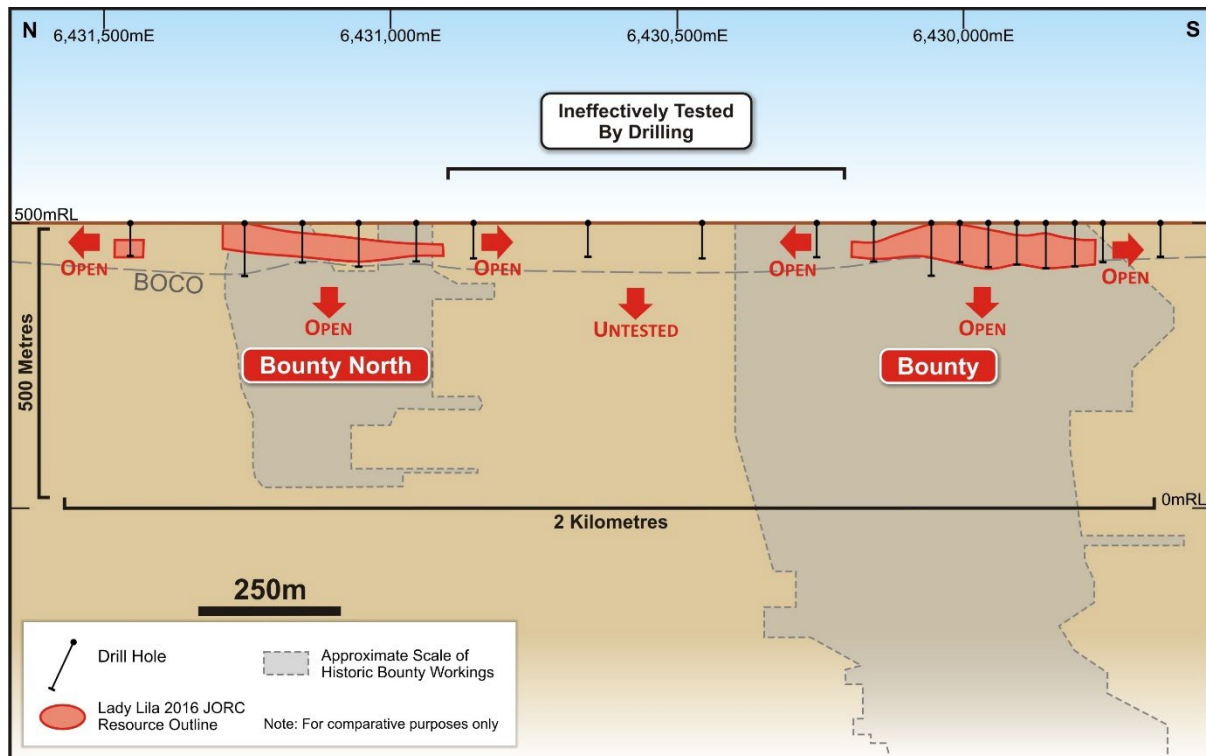 N
S
6,431,500mE
6,431,000mE
6,430,500mE
6,430,000mE
Ineffectively Tested
By Drilling
500mRL
OPEN
OPEN
OPEN
OPEN
BOCO
OPEN
UNTESTED
OPEN
Bounty North
Bounty
500 Metres
0mRL
2 Kilometres
250m
Drill Hole
Approximate Scale of
Historic Bounty Workings
Lady Lila 2016 JORC
Resource Outline
Note: For comparative purposes only